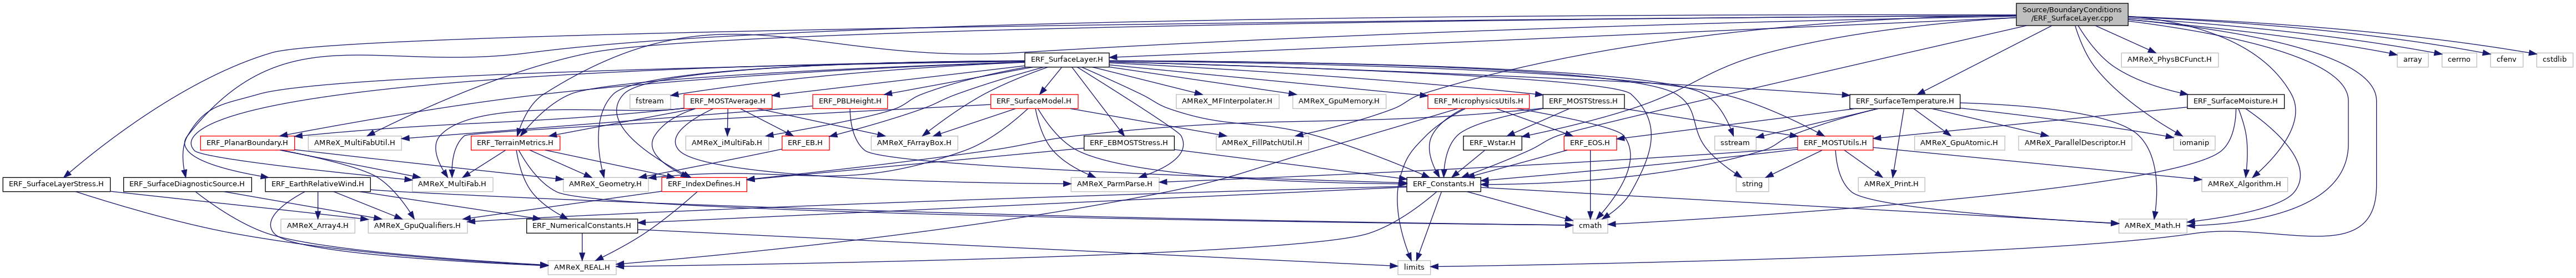 Source/BoundaryConditions
/ERF_SurfaceLayer.cpp
ERF_SurfaceLayer.H
AMReX_PhysBCFunct.H
array
cerrno
cfenv
cstdlib
fstream
ERF_MOSTAverage.H
ERF_PBLHeight.H
ERF_SurfaceModel.H
AMReX_MFInterpolater.H
AMReX_GpuMemory.H
ERF_MicrophysicsUtils.H
ERF_MOSTStress.H
ERF_SurfaceTemperature.H
ERF_SurfaceMoisture.H
ERF_PlanarBoundary.H
AMReX_MultiFabUtil.H
ERF_TerrainMetrics.H
AMReX_iMultiFab.H
ERF_EB.H
AMReX_FArrayBox.H
ERF_EBMOSTStress.H
AMReX_FillPatchUtil.H
ERF_Wstar.H
ERF_EOS.H
sstream
ERF_MOSTUtils.H
AMReX_GpuAtomic.H
AMReX_ParallelDescriptor.H
iomanip
ERF_SurfaceLayerStress.H
ERF_SurfaceDiagnosticSource.H
ERF_EarthRelativeWind.H
AMReX_MultiFab.H
AMReX_Geometry.H
ERF_IndexDefines.H
AMReX_ParmParse.H
ERF_Constants.H
string
AMReX_Print.H
AMReX_Algorithm.H
AMReX_Array4.H
AMReX_GpuQualifiers.H
ERF_NumericalConstants.H
cmath
AMReX_Math.H
AMReX_REAL.H
limits